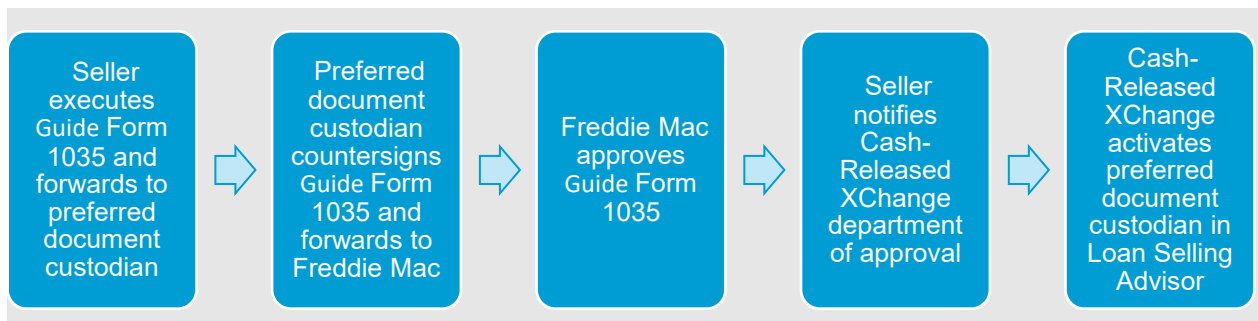 Seller
executes
Guide Form
1035 and
forwards to
preferred
document
custodian
Preferred
document
custodian
countersigns
Guide Form
1035 and
forwards to
Freddie Mac
Freddie Mac
approves
Guide Form
1035
Seller
notifies
Cash-
Released
XChange
department
of approval
Cash-
Released
XChange
activates
preferred
document
custodian in
Loan Selling
Advisor